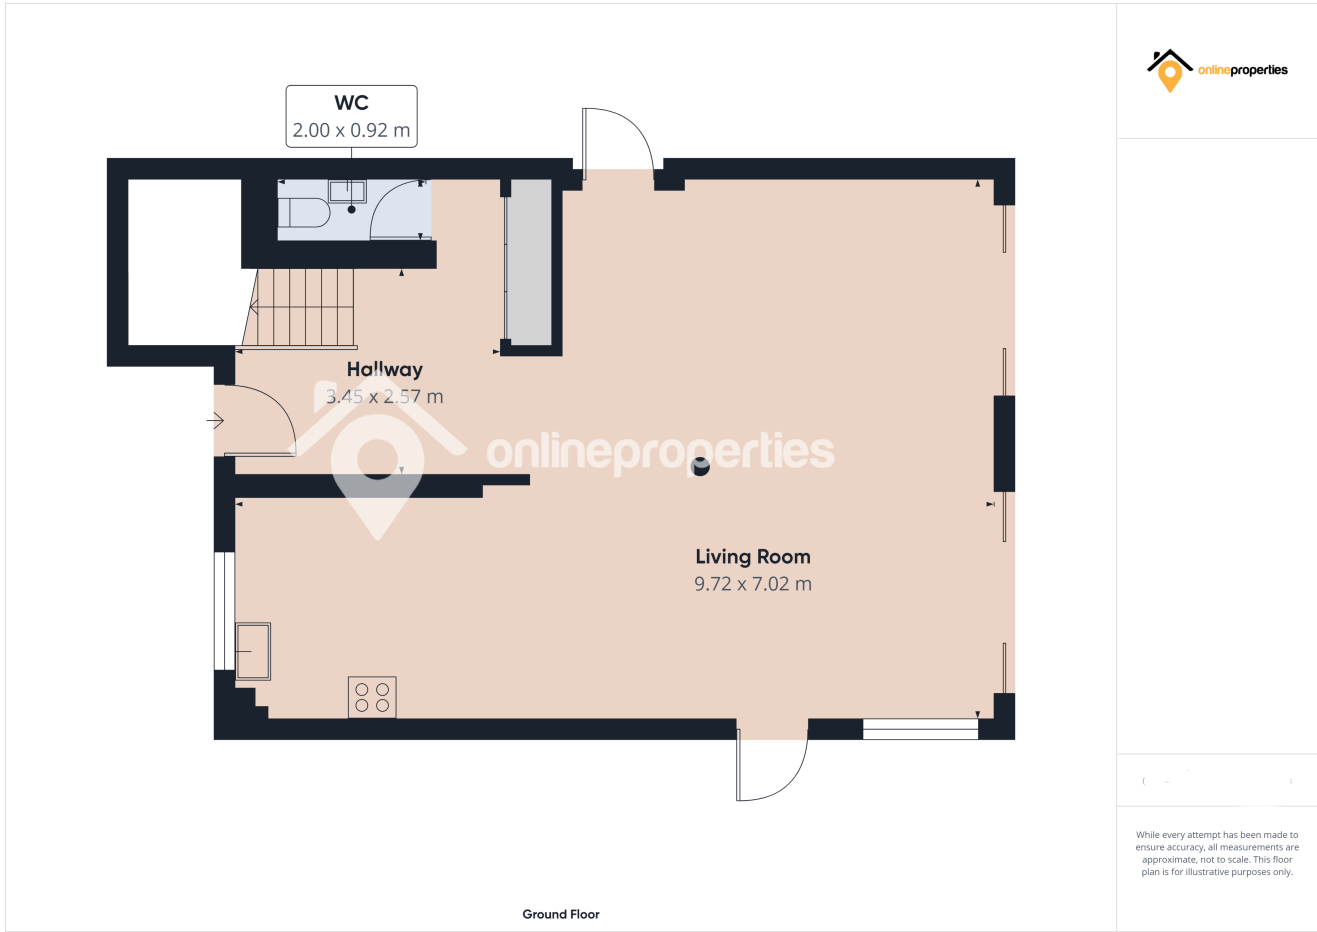 WC
2.00 x 0.92 m
Hallway
3.45 x 2.57 m
onlineproperties
Living Room
9.72 x 7.02 m
Ground Floor
onlineproperties
While every attempt has been made to
ensure accuracy, all measurements are
approximate, not to scale. This floor
plan is for illustrative purposes only.